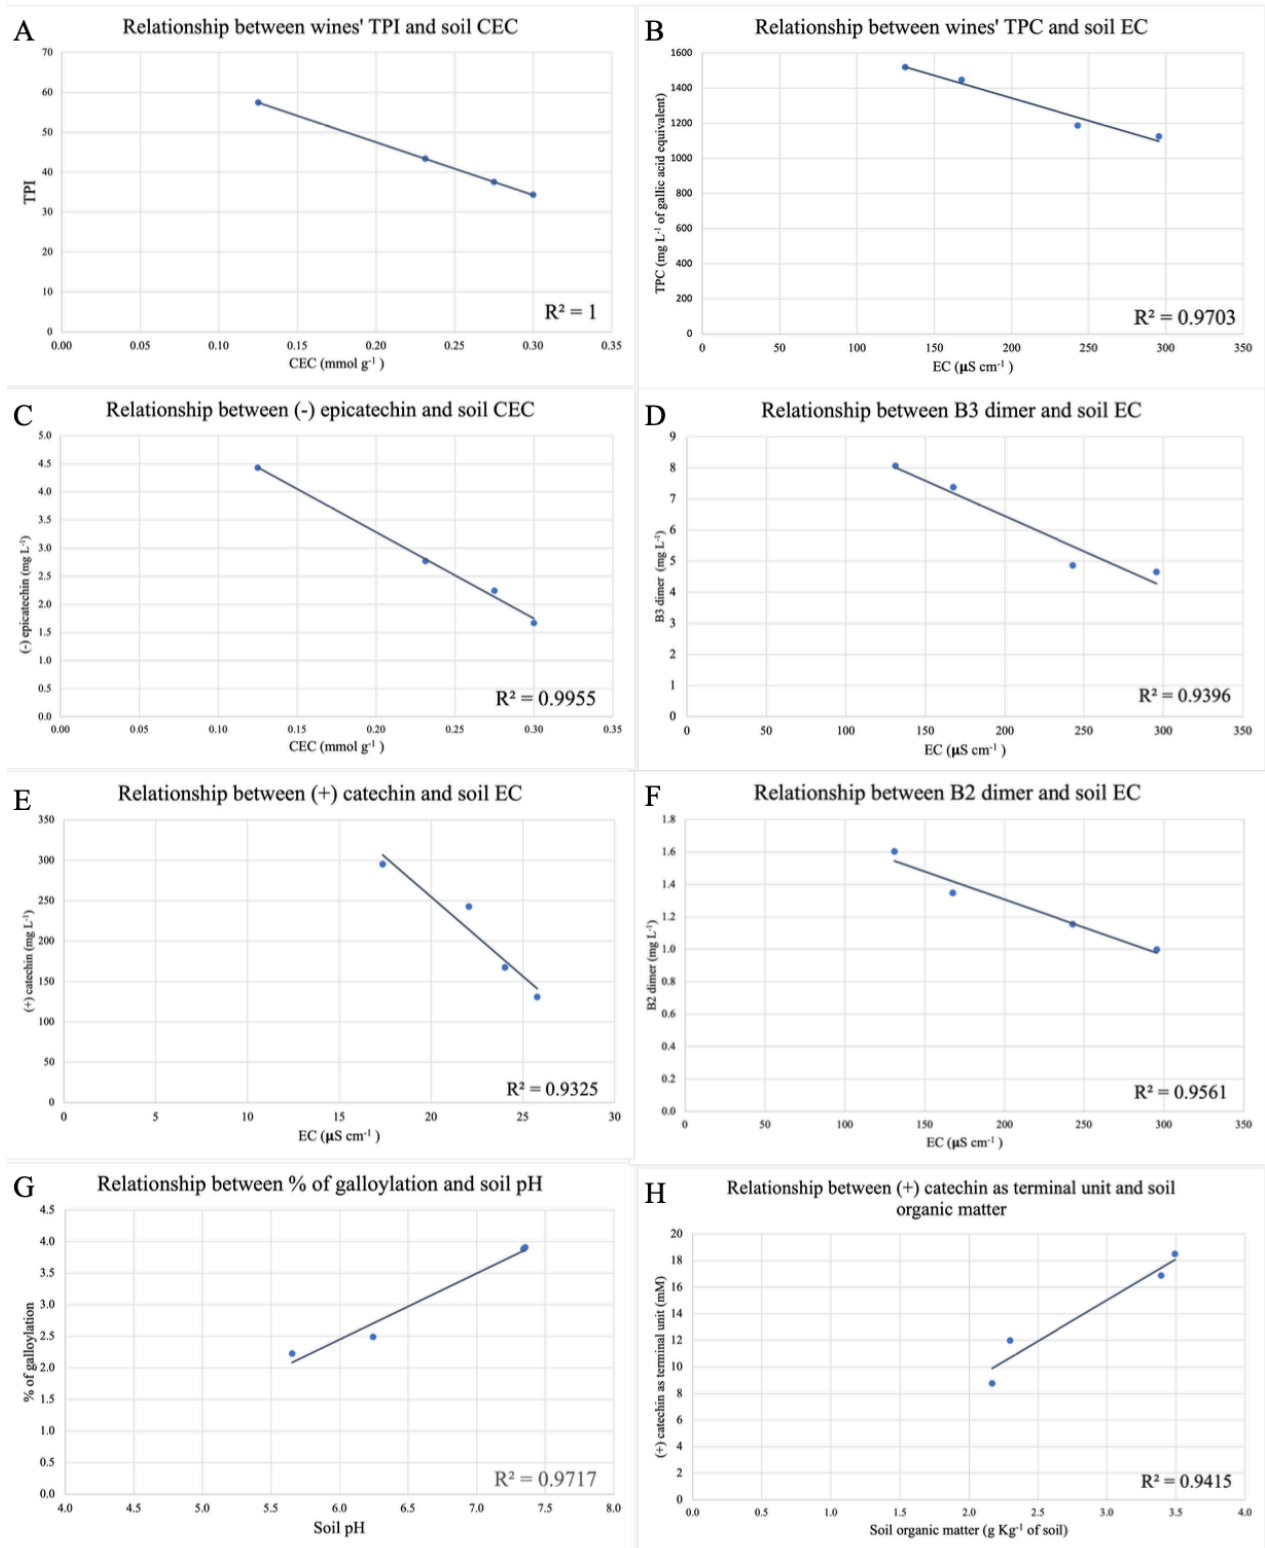 A
Relationship between wines' TPI and soil CEC
70
60
50
40
30
20
10
0
TPI
0.00 0.05 0.10 0.15 0.20 0.25 0.30 0.35
CEC (mmol g⁻¹ )
R² = 1
B
Relationship between wines' TPC and soil EC
1600
1400
1200
1000
800
600
400
200
0
TPC (mg L⁻¹ of gallic acid equivalent)
0 50 100 150 200 250 300 350
EC (µS cm⁻¹ )
R² = 0.9703
C
Relationship between (-) epicatechin and soil CEC
5.0
4.5
4.0
3.5
3.0
2.5
2.0
1.5
1.0
0.5
0.0
(-) epicatechin (mg L⁻¹)
0.00 0.05 0.10 0.15 0.20 0.25 0.30 0.35
CEC (mmol g⁻¹ )
R² = 0.9955
D
Relationship between B3 dimer and soil EC
9
8
7
6
5
4
3
2
1
0
B3 dimer (mg L⁻¹)
0 50 100 150 200 250 300 350
EC (µS cm⁻¹ )
R² = 0.9396
E
Relationship between (+) catechin and soil EC
350
300
250
200
150
100
50
0
(+) catechin (mg L⁻¹)
0 5 10 15 20 25 30
EC (µS cm⁻¹ )
R² = 0.9325
F
Relationship between B2 dimer and soil EC
1.8
1.6
1.4
1.2
1.0
0.8
0.6
0.4
0.2
0.0
B2 dimer (mg L⁻¹)
0 50 100 150 200 250 300 350
EC (µS cm⁻¹ )
R² = 0.9561
G
Relationship between % of galloylation and soil pH
4.5
4.0
3.5
3.0
2.5
2.0
1.5
1.0
0.5
0.0
% of galloylation
4.0 4.5 5.0 5.5 6.0 6.5 7.0 7.5 8.0
Soil pH
R² = 0.9717
H
Relationship between (+) catechin as terminal unit and soil
organic matter
20
18
16
14
12
10
8
6
4
2
0
(+) catechin as terminal unit (mM)
0.0 0.5 1.0 1.5 2.0 2.5 3.0 3.5 4.0
Soil organic matter (g Kg⁻¹ of soil)
R² = 0.9415